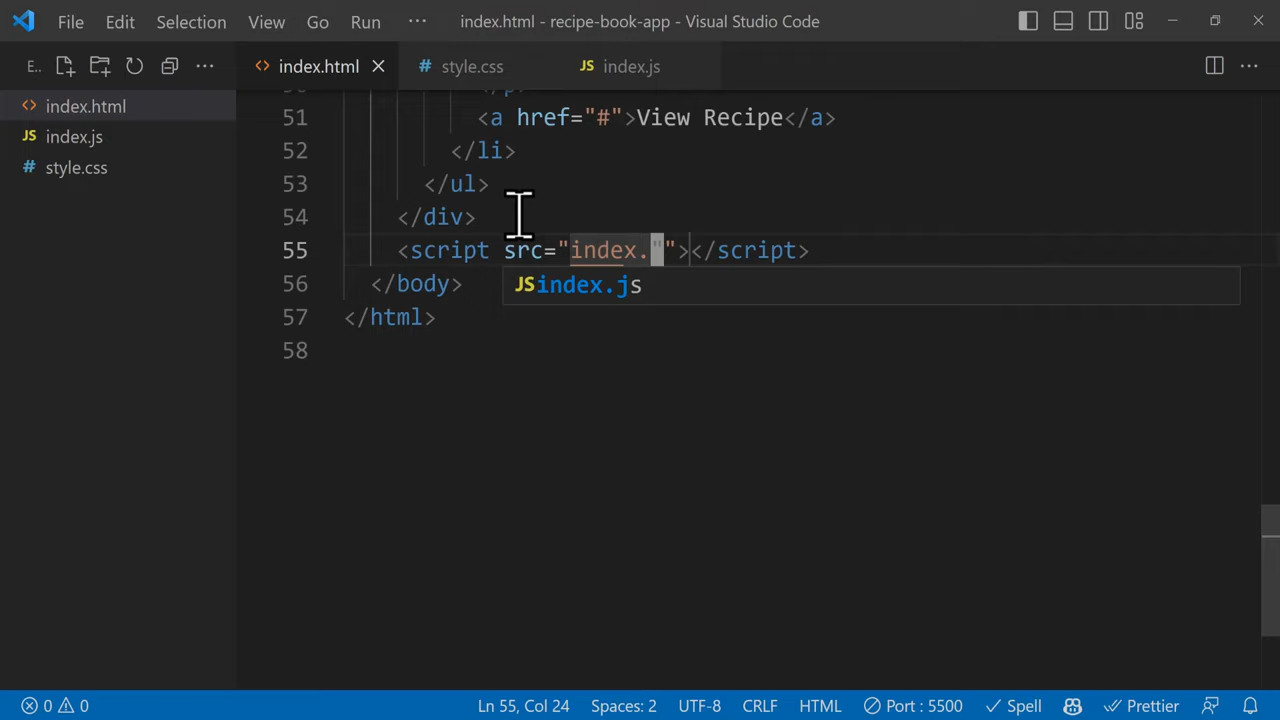 File Edit Selection View Go Run ··· index.html - recipe-book-app - Visual Studio Code
E.. ··· index.html style.css JS index.js ···
index.html
JS index.js
# style.css
51 <a href="#">View Recipe</a>
52 </li>
53 </ul>
54 </div>
55 <script src="index.""></script>
JS index.js
56 </body>
57 </html>
58
0 0 Ln 55, Col 24 Spaces: 2 UTF-8 CRLF HTML Port : 5500 Spell Prettier